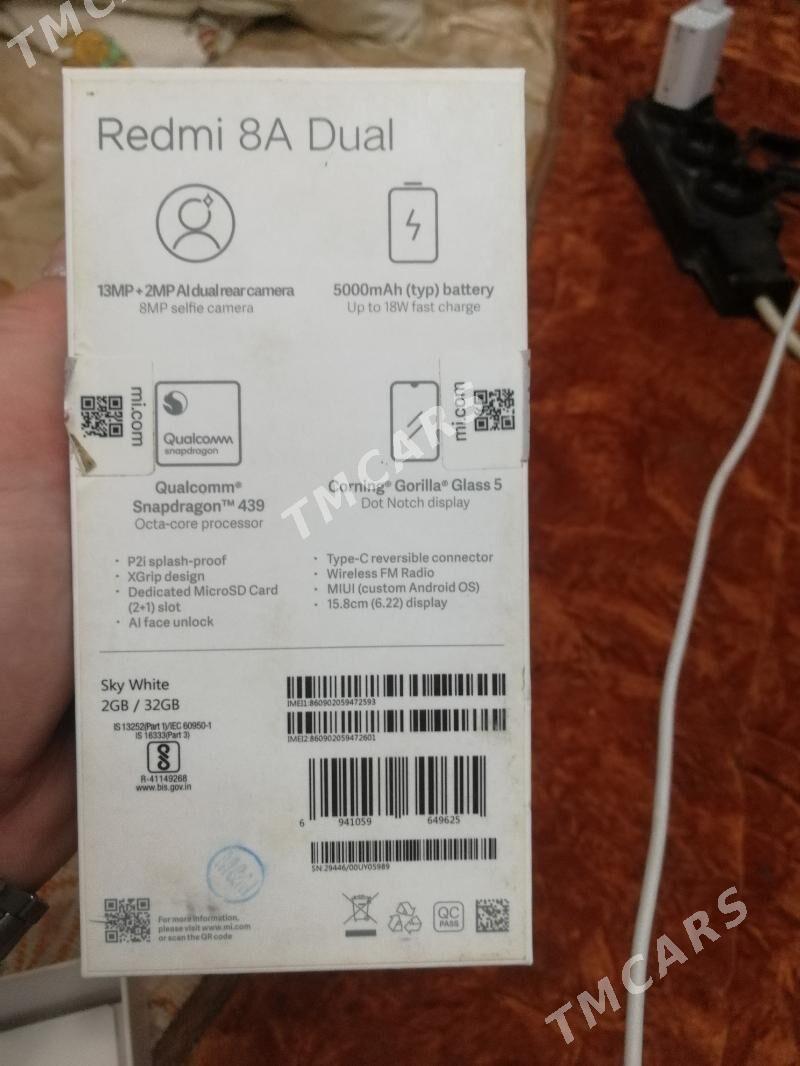 TMCARS
Redmi 8A Dual
13MP+2MP AI dual rear camera
8MP selfie camera
5000mAh (typ) battery
Up to 18W fast charge
mi.com
Qualcomm
snapdragon
mi.com
Qualcomm®
Snapdragon™ 439
Octa-core processor
Corning® Gorilla® Glass 5
Dot Notch display
TMCARS
· P2i splash-proof
· XGrip design
· Dedicated MicroSD Card
(2+1) slot
· AI face unlock
· Type-C reversible connector
· Wireless FM Radio
· MIUI (custom Android OS)
· 15.8cm (6.22) display
Sky White
2GB / 32GB
IS 13252(Part 1)/IEC 60950-1
IS 16333(Part 3)
R-41149268
www.bis.gov.in
IMEI1:860902059472593
IMEI2:860902059472601
6 941059 649625
SN:29446/00UY05989
For more information,
please visit www.mi.com
or scan the QR code
QC
PASS
TMCARS